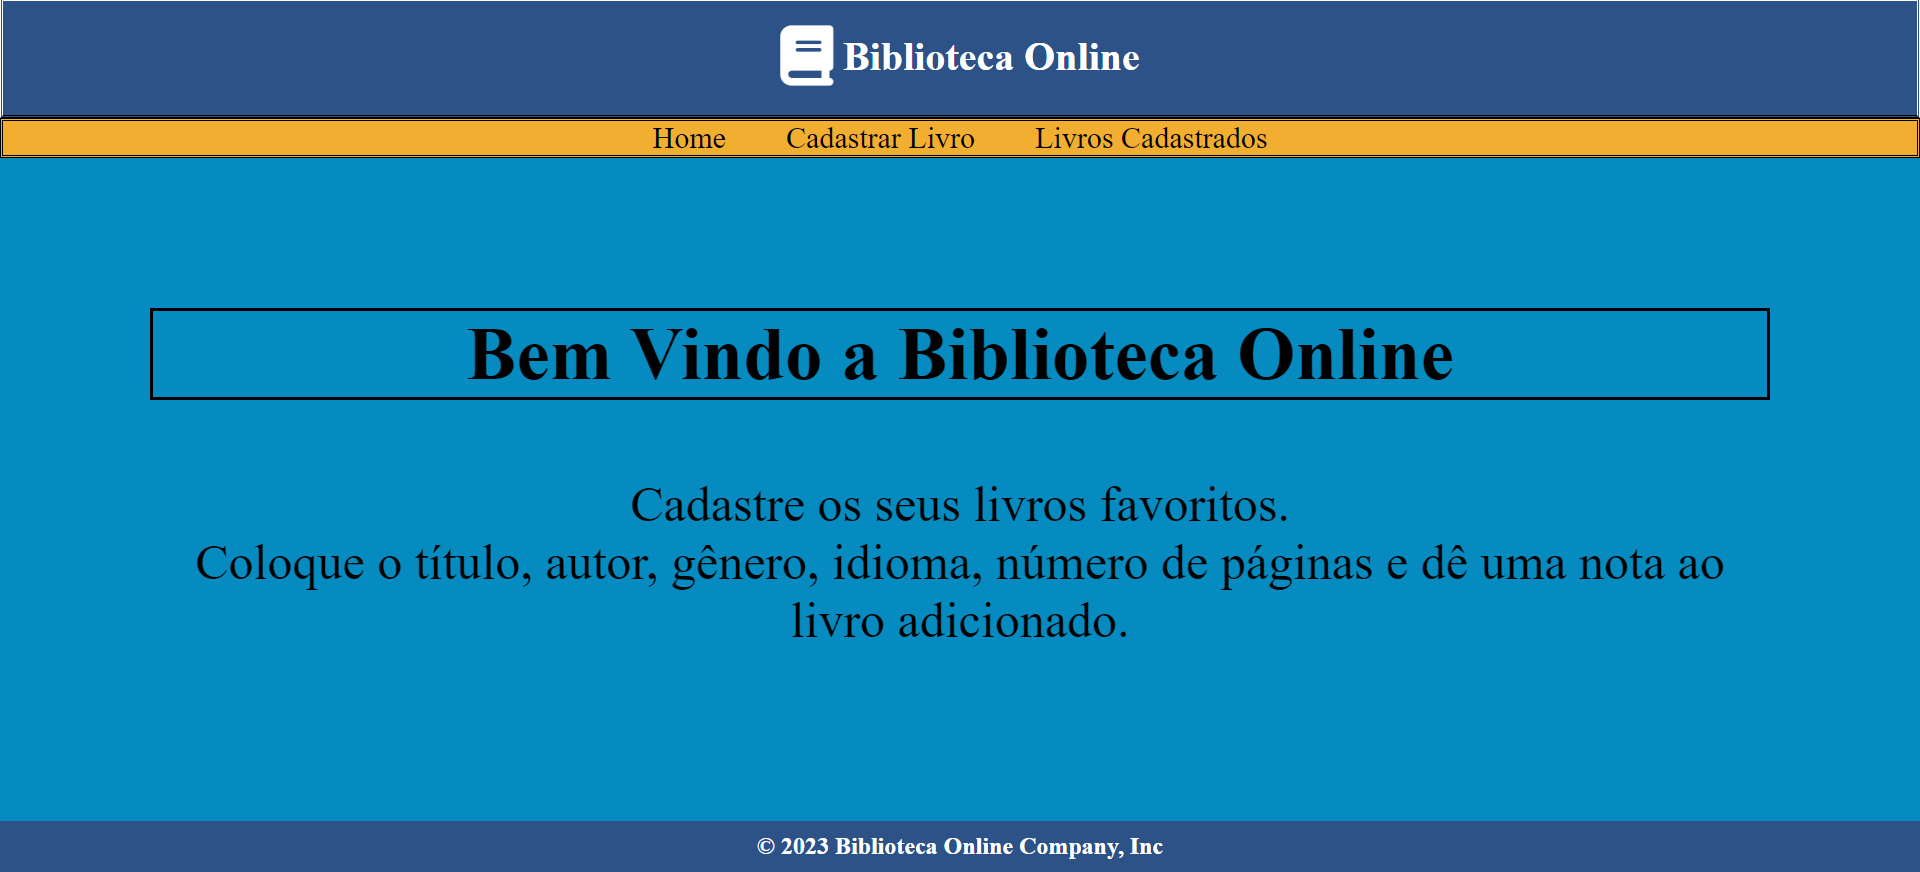 Biblioteca Online
Home Cadastrar Livro Livros Cadastrados
Bem Vindo a Biblioteca Online
Cadastre os seus livros favoritos.
Coloque o título, autor, gênero, idioma, número de páginas e dê uma nota ao
livro adicionado.
© 2023 Biblioteca Online Company, Inc